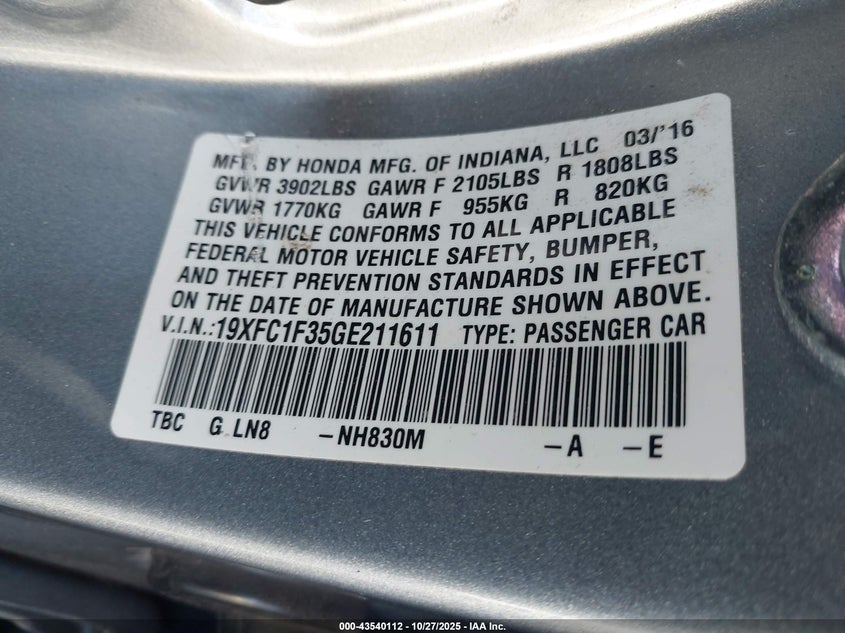 MFD. BY HONDA MFG. OF INDIANA, LLC 03/'16
GVWR 3902LBS GAWR F 2105LBS R 1808LBS
GVWR 1770KG GAWR F 955KG R 820KG
THIS VEHICLE CONFORMS TO ALL APPLICABLE
FEDERAL MOTOR VEHICLE SAFETY, BUMPER,
AND THEFT PREVENTION STANDARDS IN EFFECT
ON THE DATE OF MANUFACTURE SHOWN ABOVE.
V.I.N.:19XFC1F35GE211611 TYPE: PASSENGER CAR
TBC G LN8 -NH830M -A -E
000-43540112 | 10/27/2025 | IAA Inc.